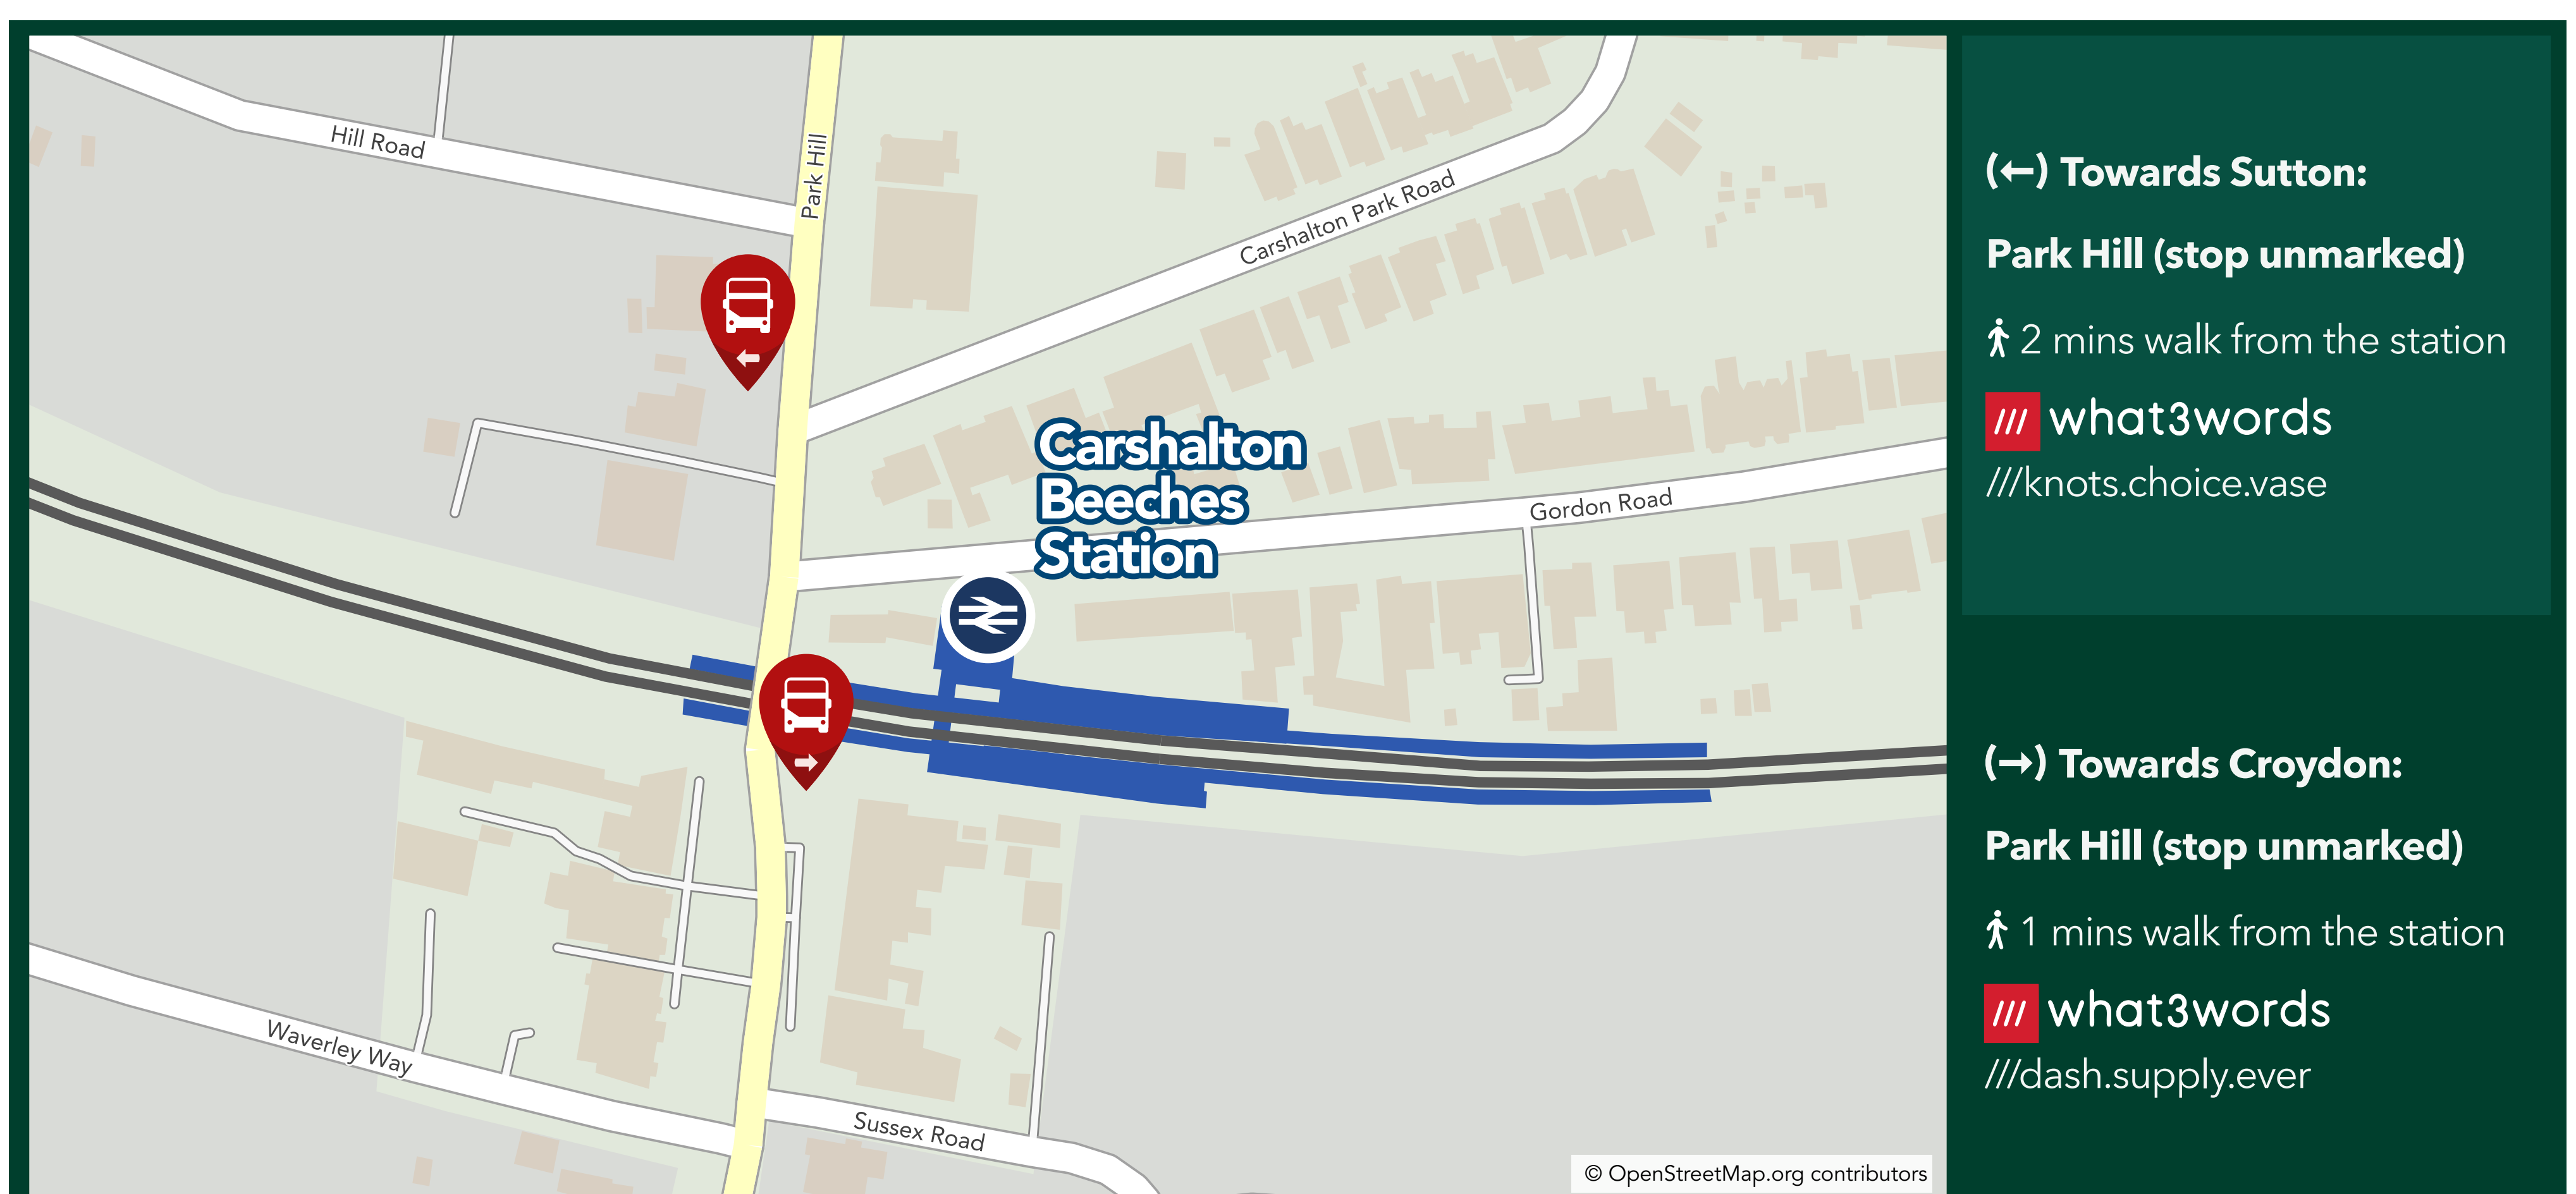 Hill Road
Park Hill
Carshalton Park Road
Carshalton
Beeches
Station
Gordon Road
Waverley Way
Sussex Road
© OpenStreetMap.org contributors
(←) Towards Sutton:
Park Hill (stop unmarked)
2 mins walk from the station
/// what3words
///knots.choice.vase
(→) Towards Croydon:
Park Hill (stop unmarked)
1 mins walk from the station
/// what3words
///dash.supply.ever